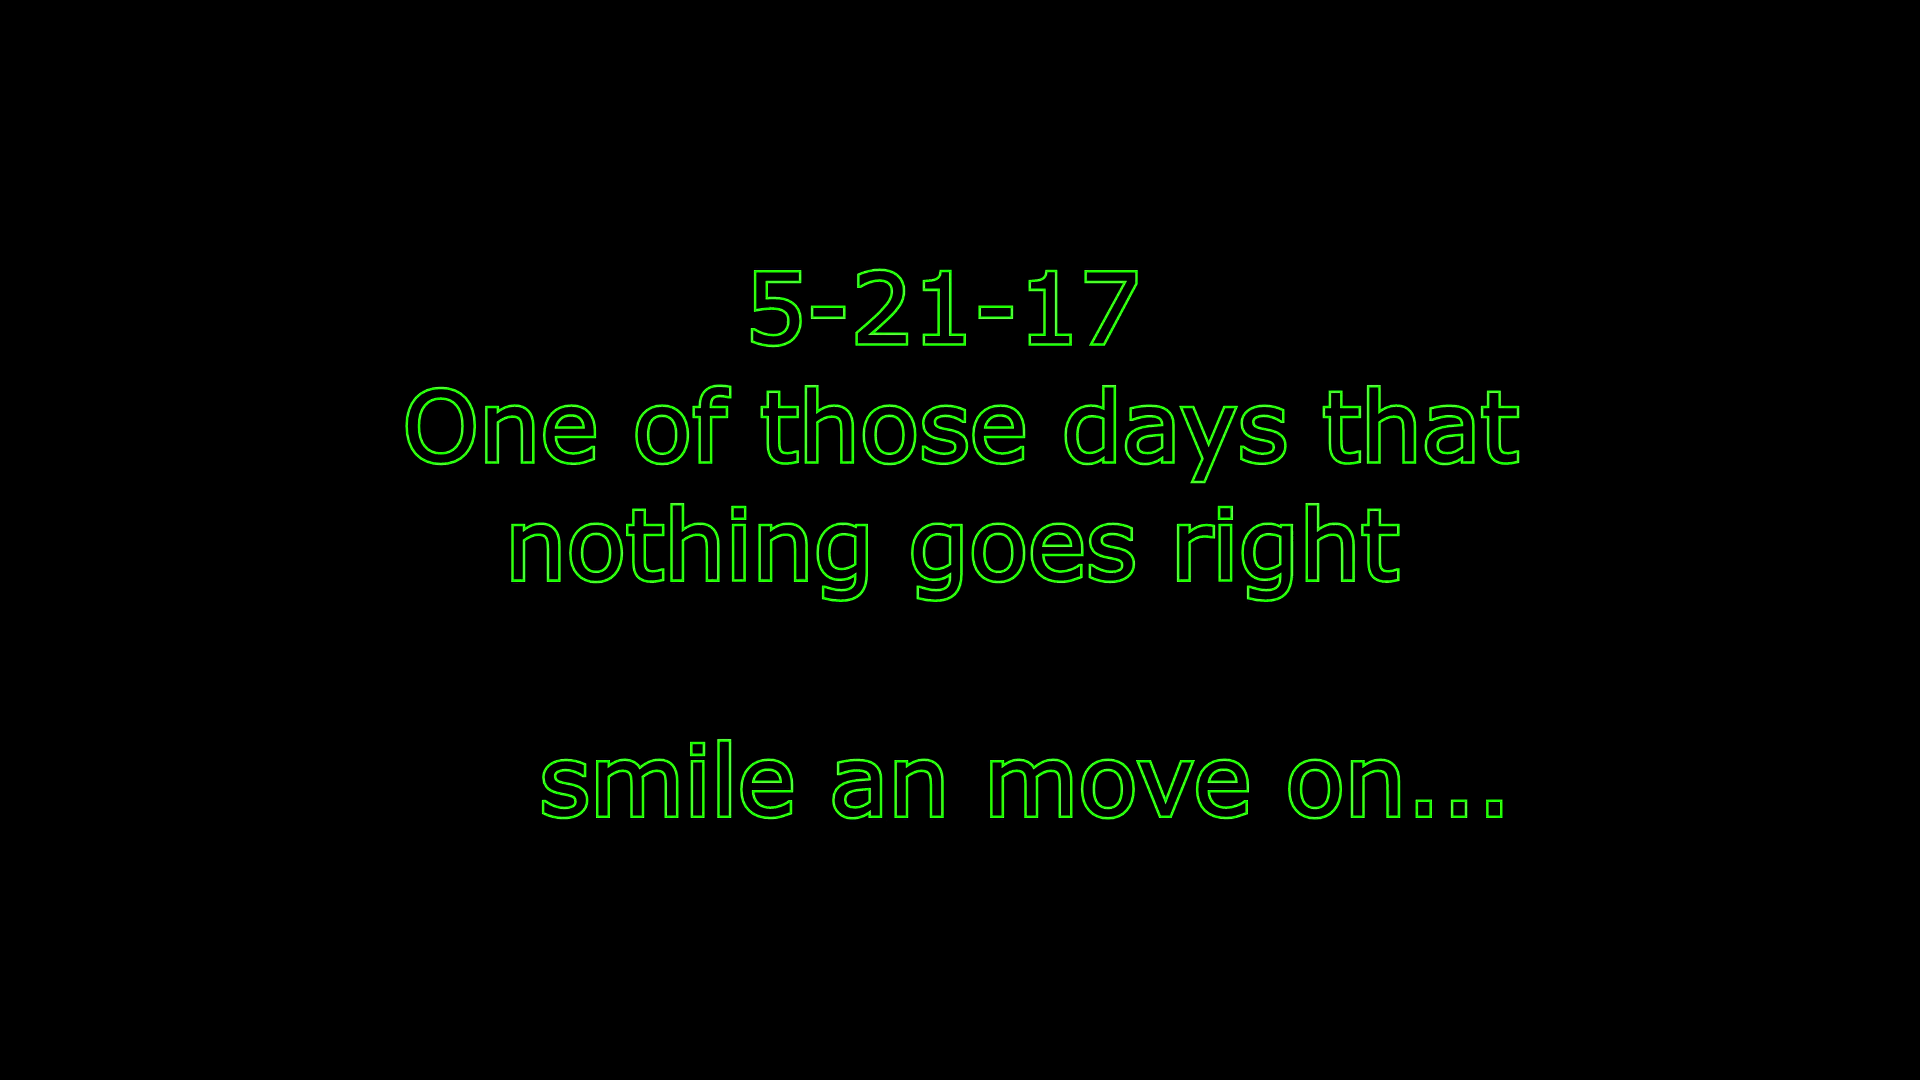 5-21-17
One of those days that
nothing goes right
smile an move on...